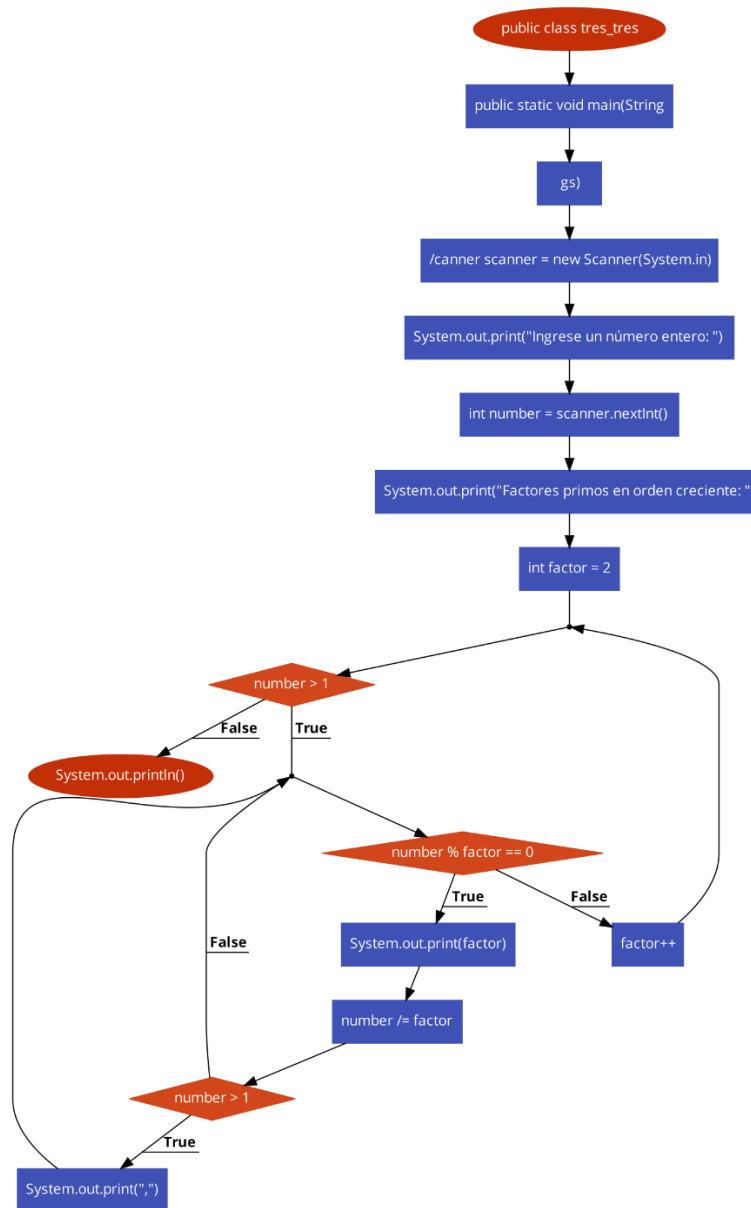 public class tres_tres
public static void main(String
gs)
/canner scanner = new Scanner(System.in)
System.out.print("Ingrese un número entero: ")
int number = scanner.nextInt()
System.out.print("Factores primos en orden creciente: "
int factor = 2
number > 1
False
True
System.out.println()
number % factor == 0
True
False
False
System.out.print(factor)
factor++
number /= factor
number > 1
True
System.out.print(",")